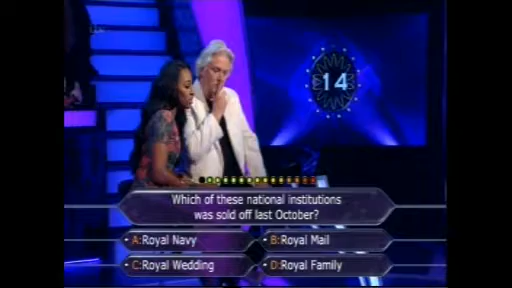 itv
14
Which of these national institutions
was sold off last October?
A:Royal Navy
B:Royal Mail
C:Royal Wedding
D:Royal Family